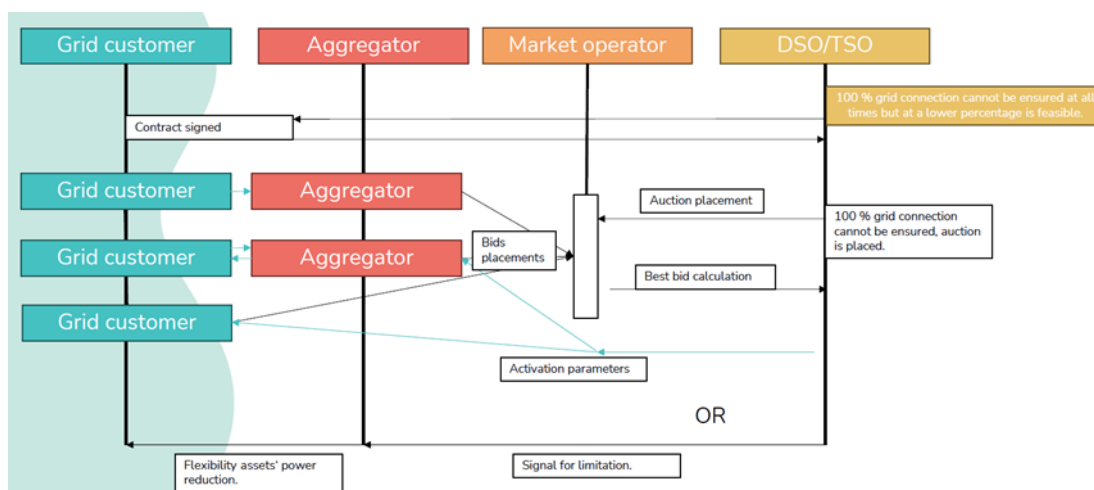 Grid customer
Aggregator
Market operator
DSO/TSO
100 % grid connection cannot be ensured at all
times but at a lower percentage is feasible.
Contract signed
Grid customer
Aggregator
Auction placement
100 % grid connection
cannot be ensured, auction
is placed.
Bids
placements
Grid customer
Aggregator
Best bid calculation
Grid customer
Activation parameters
OR
Flexibility assets' power
reduction.
Signal for limitation.